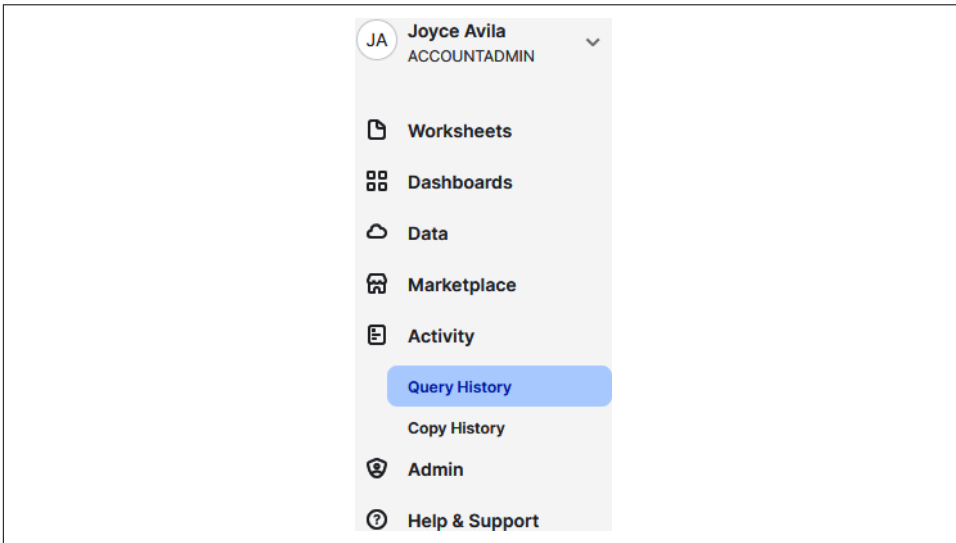 JA
Joyce Avila
ACCOUNTADMIN
Worksheets
Dashboards
Data
Marketplace
Activity
Query History
Copy History
Admin
Help & Support